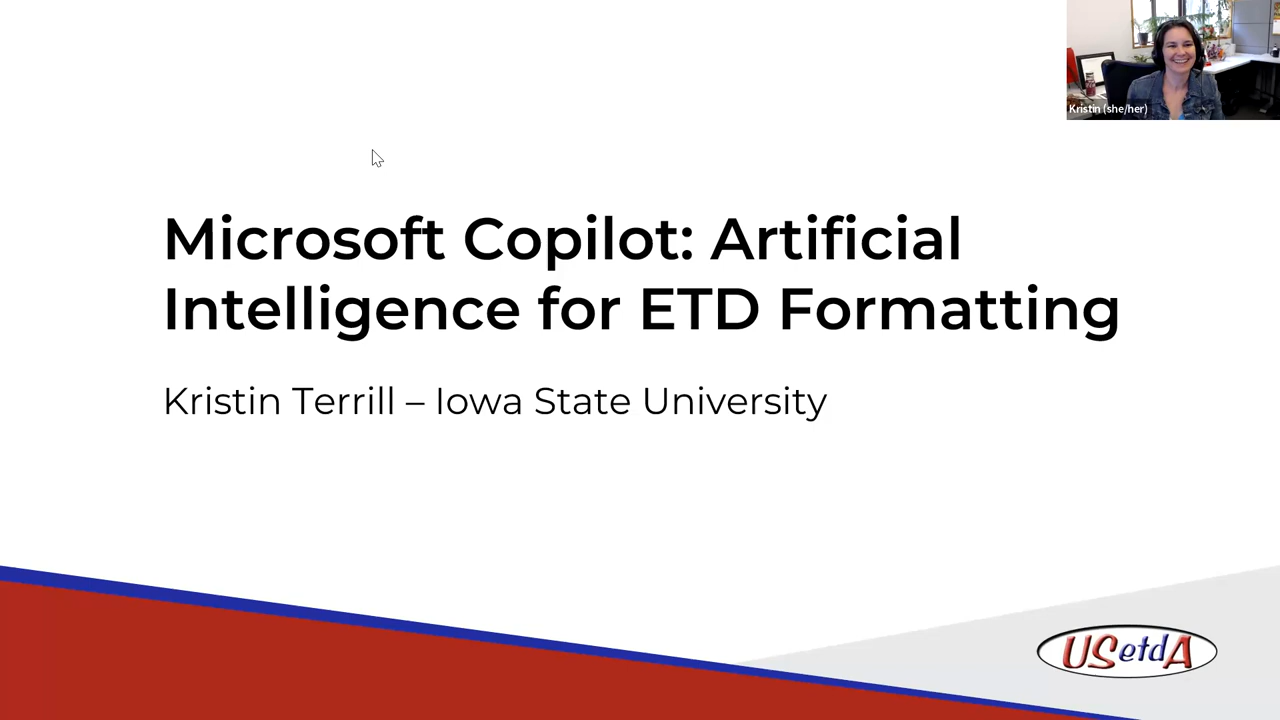 Kristin (she/her)
Microsoft Copilot: Artificial
Intelligence for ETD Formatting
Kristin Terrill – Iowa State University
USetdA